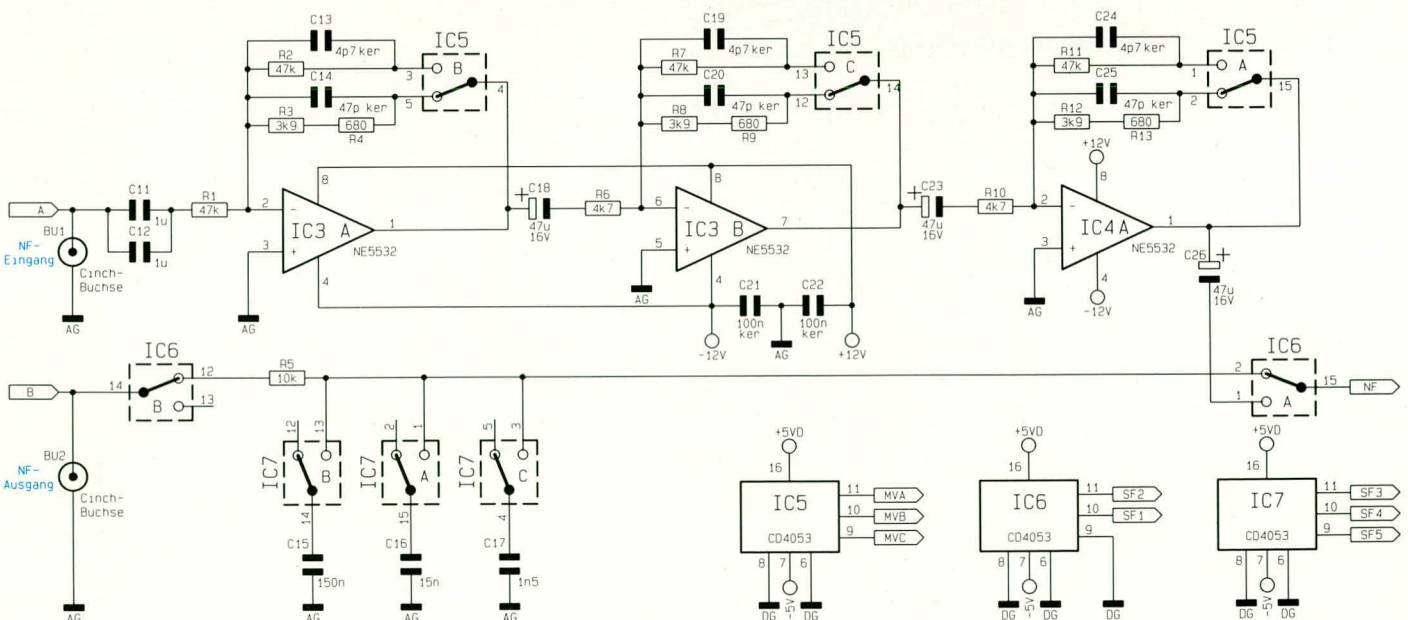 C13
4p7 ker
R2
47k
C14
47p ker
R3
3k9
680
R4
IC5
B
3
5
4
C19
4p7 ker
R7
47k
C20
47p ker
R8
3k9
680
R9
IC5
C
13
12
14
C24
4p7 ker
R11
47k
C25
47p ker
R12
3k9
680
R13
IC5
A
1
2
15
A
BU1
NF-
Eingang
Cinch-
Buchse
AG
C11
1u
C12
1u
R1
47k
2
3
8
4
1
IC3 A
NE5532
AG
+
C18
47u
16V
R6
4k7
6
5
8
4
7
IC3 B
NE5532
AG
-12V
C21
100n
ker
AG
C22
100n
ker
+12V
+
C23
47u
16V
R10
4k7
2
3
+12V
8
4
-12V
1
IC4A
NE5532
AG
C26
+
47u
16V
B
14
IC6
B
12
13
R5
10k
IC6
A
2
1
15
NF
BU2
NF-
Ausgang
Cinch-
Buchse
AG
IC7
12
13
B
14
C15
150n
AG
IC7
2
1
A
15
C16
15n
AG
IC7
5
3
C
4
C17
1n5
AG
+5VD
16
IC5
CD4053
11
MVA
10
MVB
9
MVC
8
7
6
DG
-5V
DG
+5VD
16
IC6
CD4053
11
SF2
10
SF1
9
8
7
6
DG
-5V
DG
DG
+5VD
16
IC7
CD4053
11
SF3
10
SF4
9
SF5
8
7
6
DG
-5V
DG